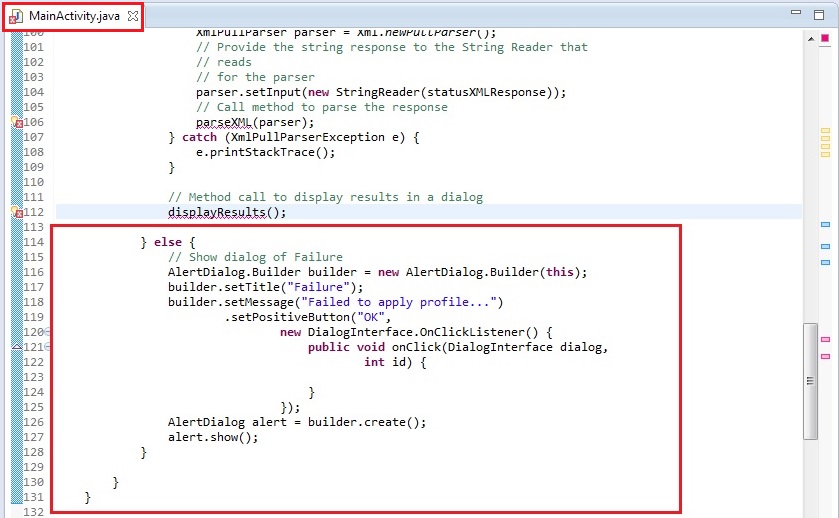 MainActivity.java
100 XmlPullParser parser = Xml.newPullParser();
101 // Provide the string response to the String Reader that
102 // reads
103 // for the parser
104 parser.setInput(new StringReader(statusXMLResponse));
105 // Call method to parse the response
106 parseXML(parser);
107 } catch (XmlPullParserException e) {
108 e.printStackTrace();
109 }
110
111 // Method call to display results in a dialog
112 displayResults();
113
114 } else {
115 // Show dialog of Failure
116 AlertDialog.Builder builder = new AlertDialog.Builder(this);
117 builder.setTitle("Failure");
118 builder.setMessage("Failed to apply profile...")
119 .setPositiveButton("OK",
120 new DialogInterface.OnClickListener() {
121 public void onClick(DialogInterface dialog,
122 int id) {
123
124 }
125 });
126 AlertDialog alert = builder.create();
127 alert.show();
128 }
129
130 }
131 }
132